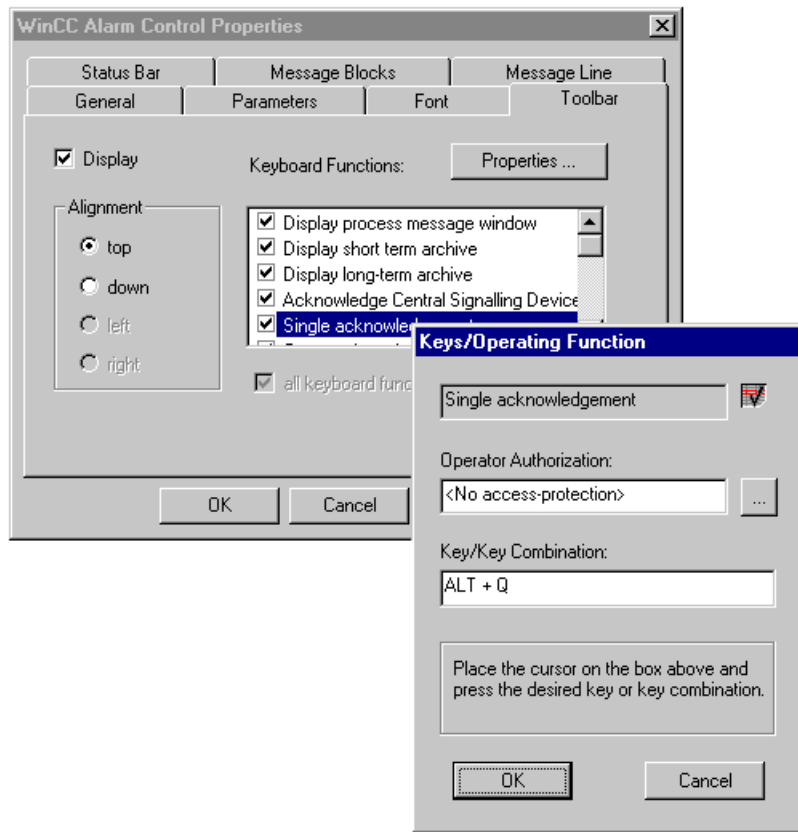 WinCC Alarm Control Properties
Status Bar
Message Blocks
Message Line
General
Parameters
Font
Toolbar
Display
Keyboard Functions:
Properties ...
Alignment
top
down
left
right
Display process message window
Display short term archive
Display long-term archive
Acknowledge Central Signalling Device
Single
all keyboard
OK
Cancel
Keys/Operating Function
Single acknowledgement
Operator Authorization:
<No access-protection>
...
Key/Key Combination:
ALT + Q
Place the cursor on the box above and
press the desired key or key combination.
OK
Cancel